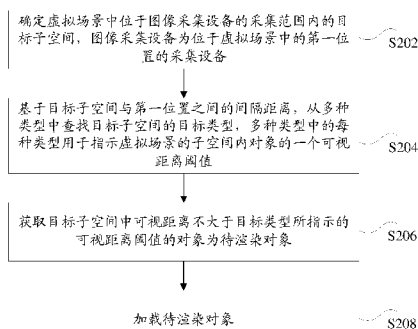 确定虚拟场景中位于图像采集设备的采集范围内的目
标子空间，图像采集设备为位于虚拟场景中的第一位
置的采集设备
S202
基于目标子空间与第一位置之间的间隔距离，从多种
类型中查找目标子空间的目标类型，多种类型中的每
种类型用于指示虚拟场景的子空间内对象的一个可视
距离阈值
S204
获取目标子空间中可视距离不大于目标类型所指示的
可视距离阈值的对象为待渲染对象
S206
加载待渲染对象
S208